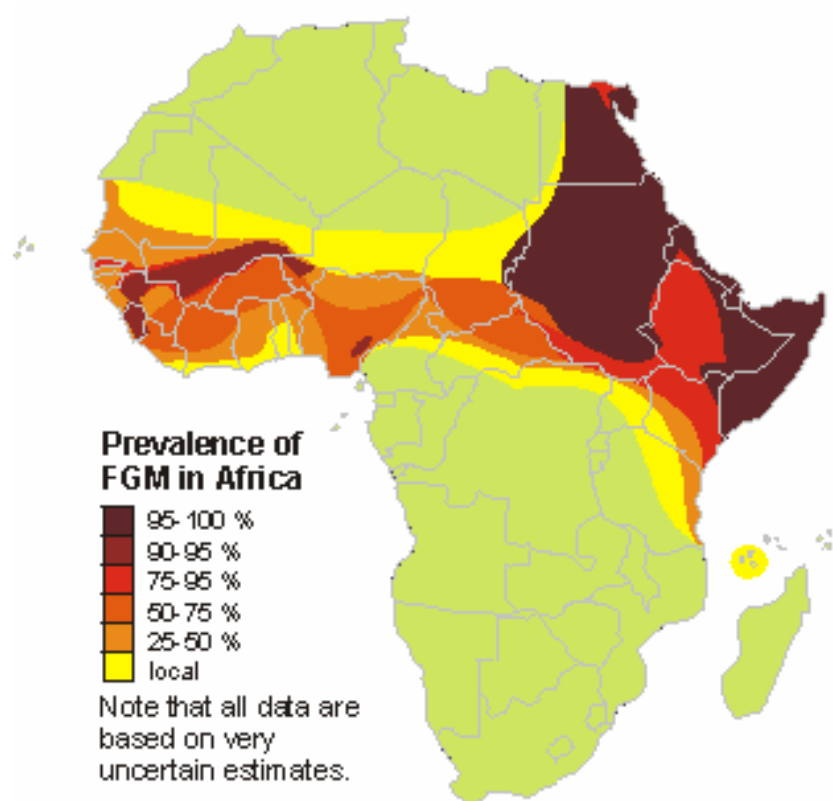 Prevalence of
FGM in Africa
95-100 %
90-95 %
75-95 %
50-75 %
25-50 %
local
Note that all data are
based on very
uncertain estimates.